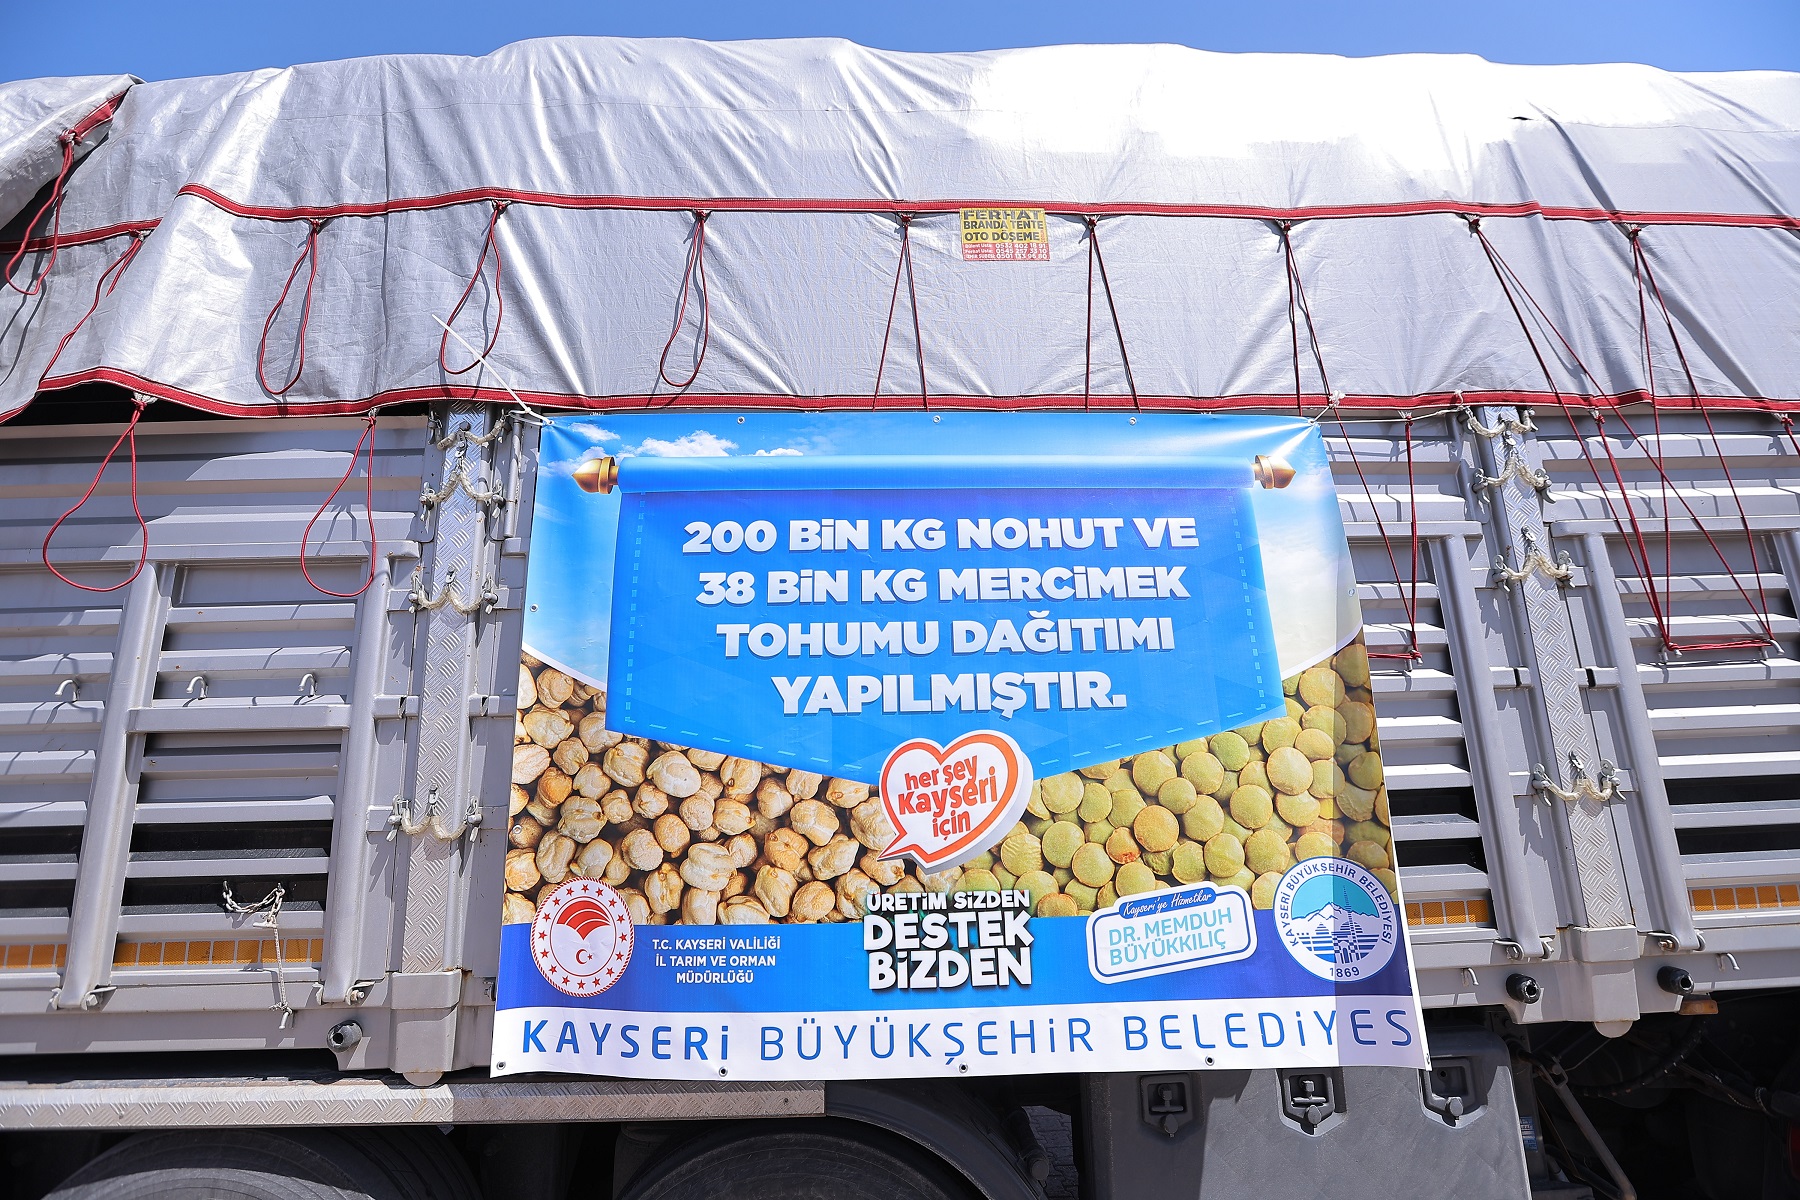 FERHAT
BRANDA TENTE
OTO DÖŞEME
200 BİN KG NOHUT VE
38 BİN KG MERCİMEK
TOHUMU DAĞITIMI
YAPILMIŞTIR.
her şey
Kayseri
için
T.C. KAYSERİ VALİLİĞİ
İL TARIM VE ORMAN
MÜDÜRLÜĞÜ
ÜRETİM SİZDEN
DESTEK
BİZDEN
Kayseri'ye Hizmetkar
DR. MEMDUH
BÜYÜKKILIÇ
KAYSERİ BÜYÜKŞEHİR BELEDİYESİ
1869
KAYSERİ BÜYÜKŞEHİR BELEDİYES